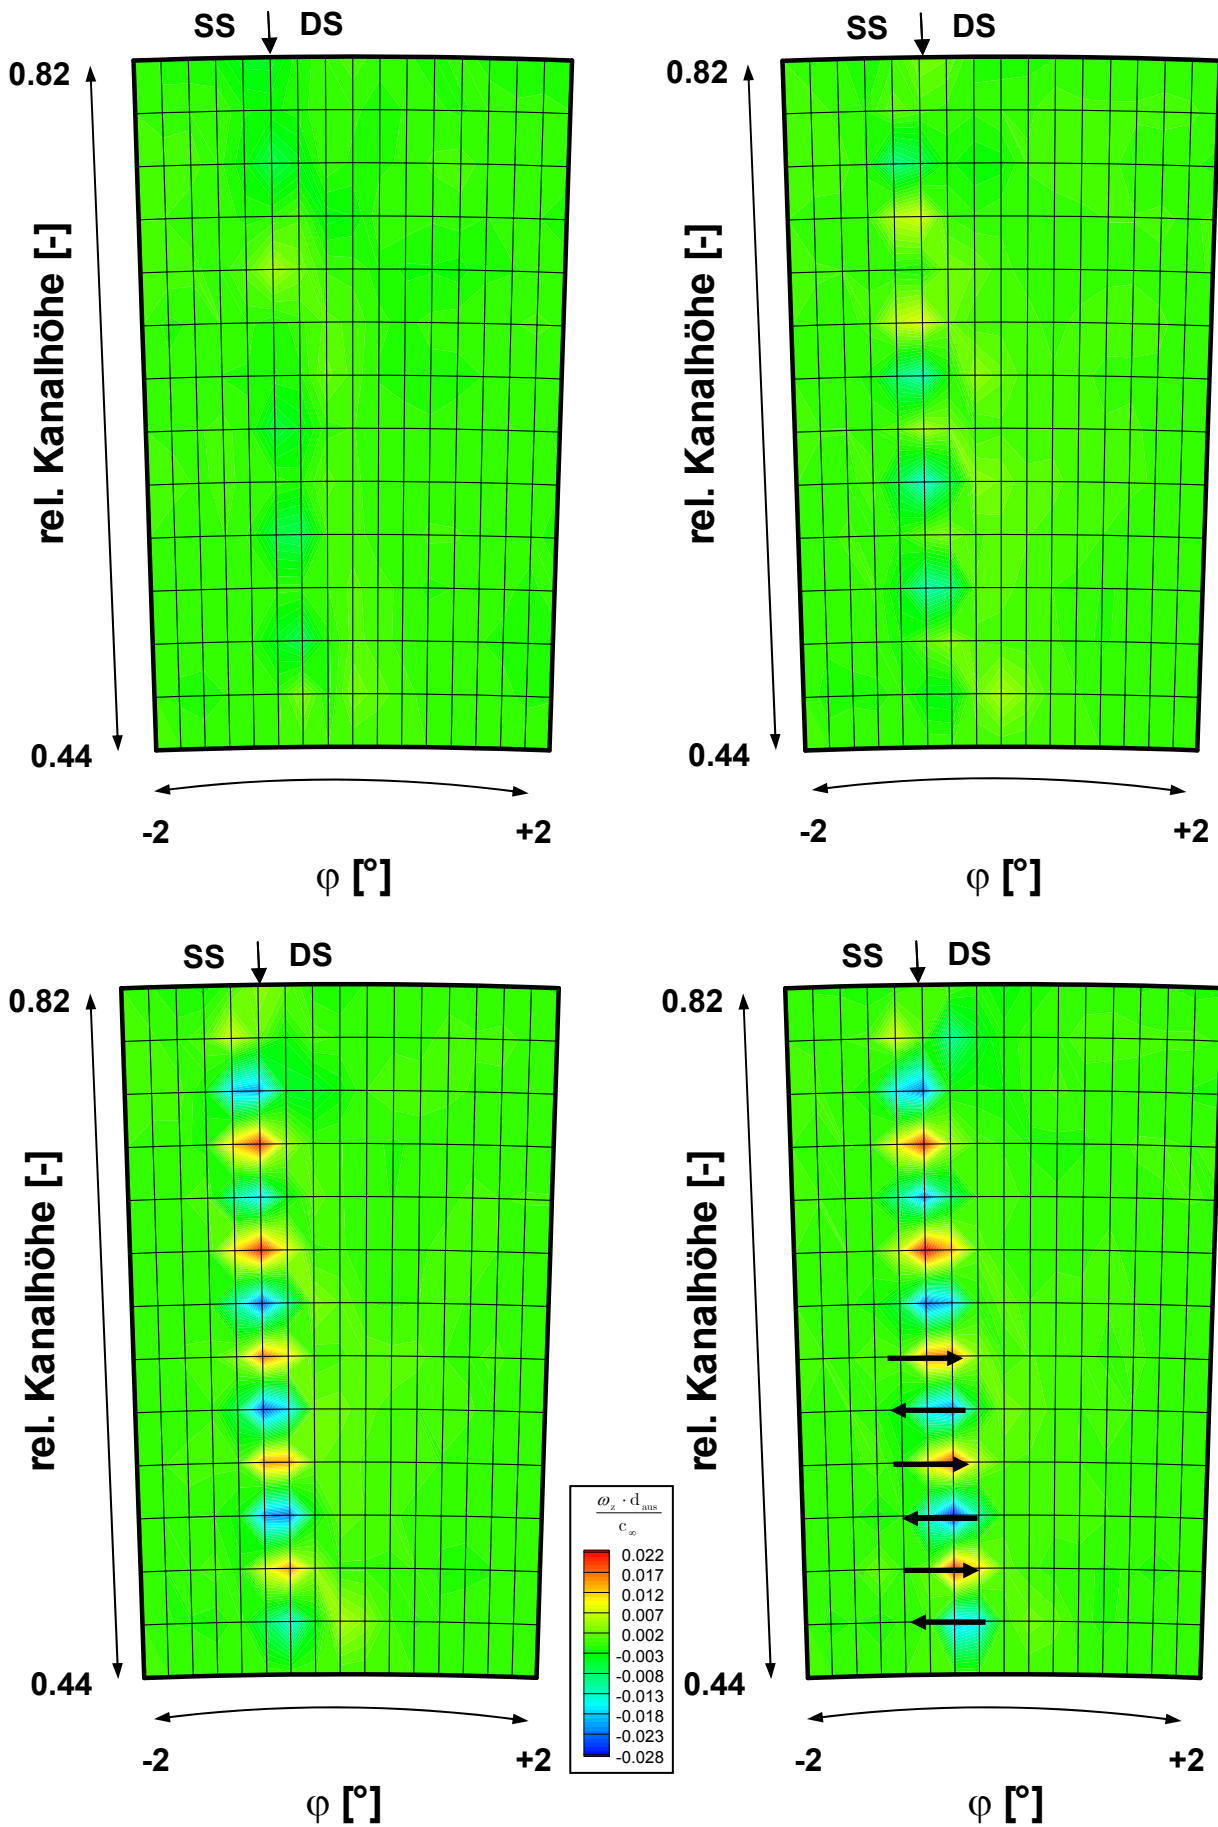 SS DS
0.82
rel. Kanalhöhe [-]
0.44
-2 +2
φ [°]
SS DS
0.82
rel. Kanalhöhe [-]
0.44
-2 +2
φ [°]
SS DS
0.82
rel. Kanalhöhe [-]
0.44
-2 +2
φ [°]
ω_z · d_aus
c_∞
0.022
0.017
0.012
0.007
0.002
-0.003
-0.008
-0.013
-0.018
-0.023
-0.028
SS DS
0.82
rel. Kanalhöhe [-]
0.44
-2 +2
φ [°]